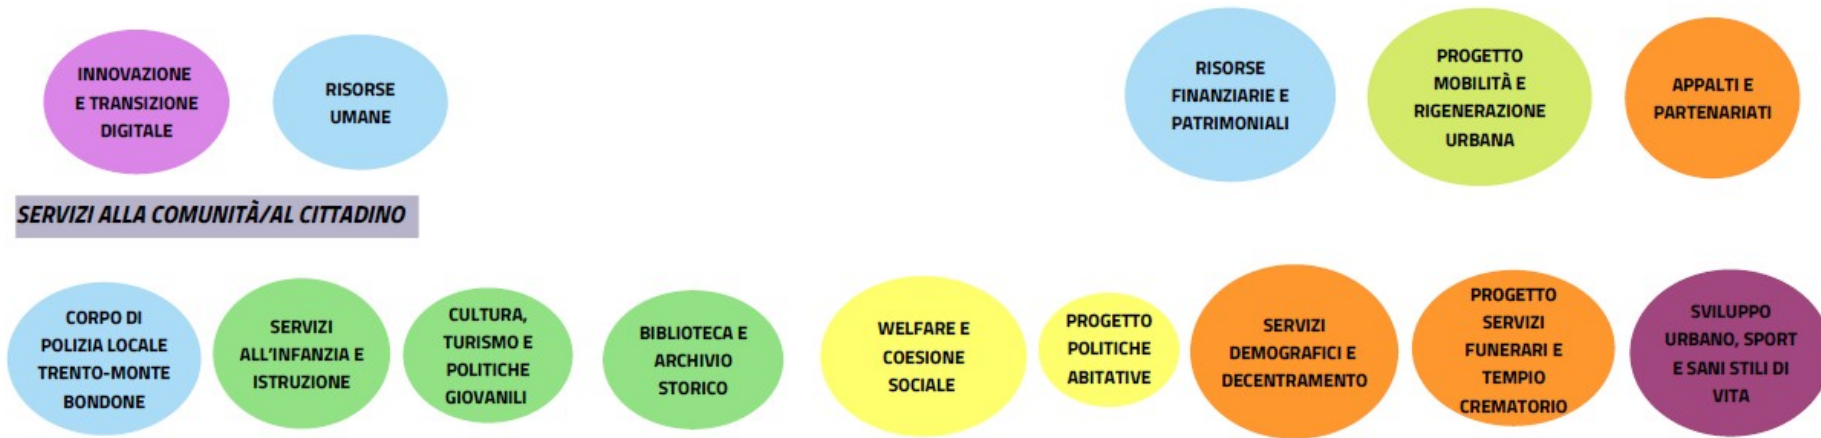 INNOVAZIONE
E TRANSIZIONE
DIGITALE
RISORSE
UMANE
RISORSE
FINANZIARIE E
PATRIMONIALI
PROGETTO
MOBILITÀ E
RIGENERAZIONE
URBANA
APPALTI E
PARTENARIATI
SERVIZI ALLA COMUNITÀ/AL CITTADINO
CORPO DI
POLIZIA LOCALE
TRENTO-MONTE
BONDONE
SERVIZI
ALL'INFANZIA E
ISTRUZIONE
CULTURA,
TURISMO E
POLITICHE
GIOVANILI
BIBLIOTECA E
ARCHIVIO
STORICO
WELFARE E
COESIONE
SOCIALE
PROGETTO
POLITICHE
ABITATIVE
SERVIZI
DEMOGRAFICI E
DECENTRAMENTO
PROGETTO
SERVIZI
FUNERARI E
TEMPIO
CREMATORIO
SVILUPPO
URBANO, SPORT
E SANI STILI DI
VITA